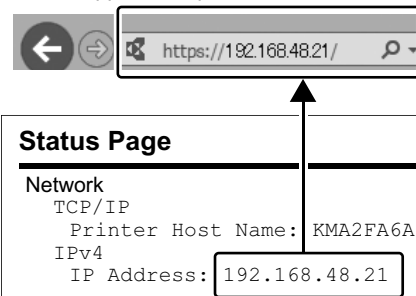 https://192.168.48.21/
Status Page
Network
TCP/IP
Printer Host Name: KMA2FA6A
IPv4
IP Address: 192.168.48.21